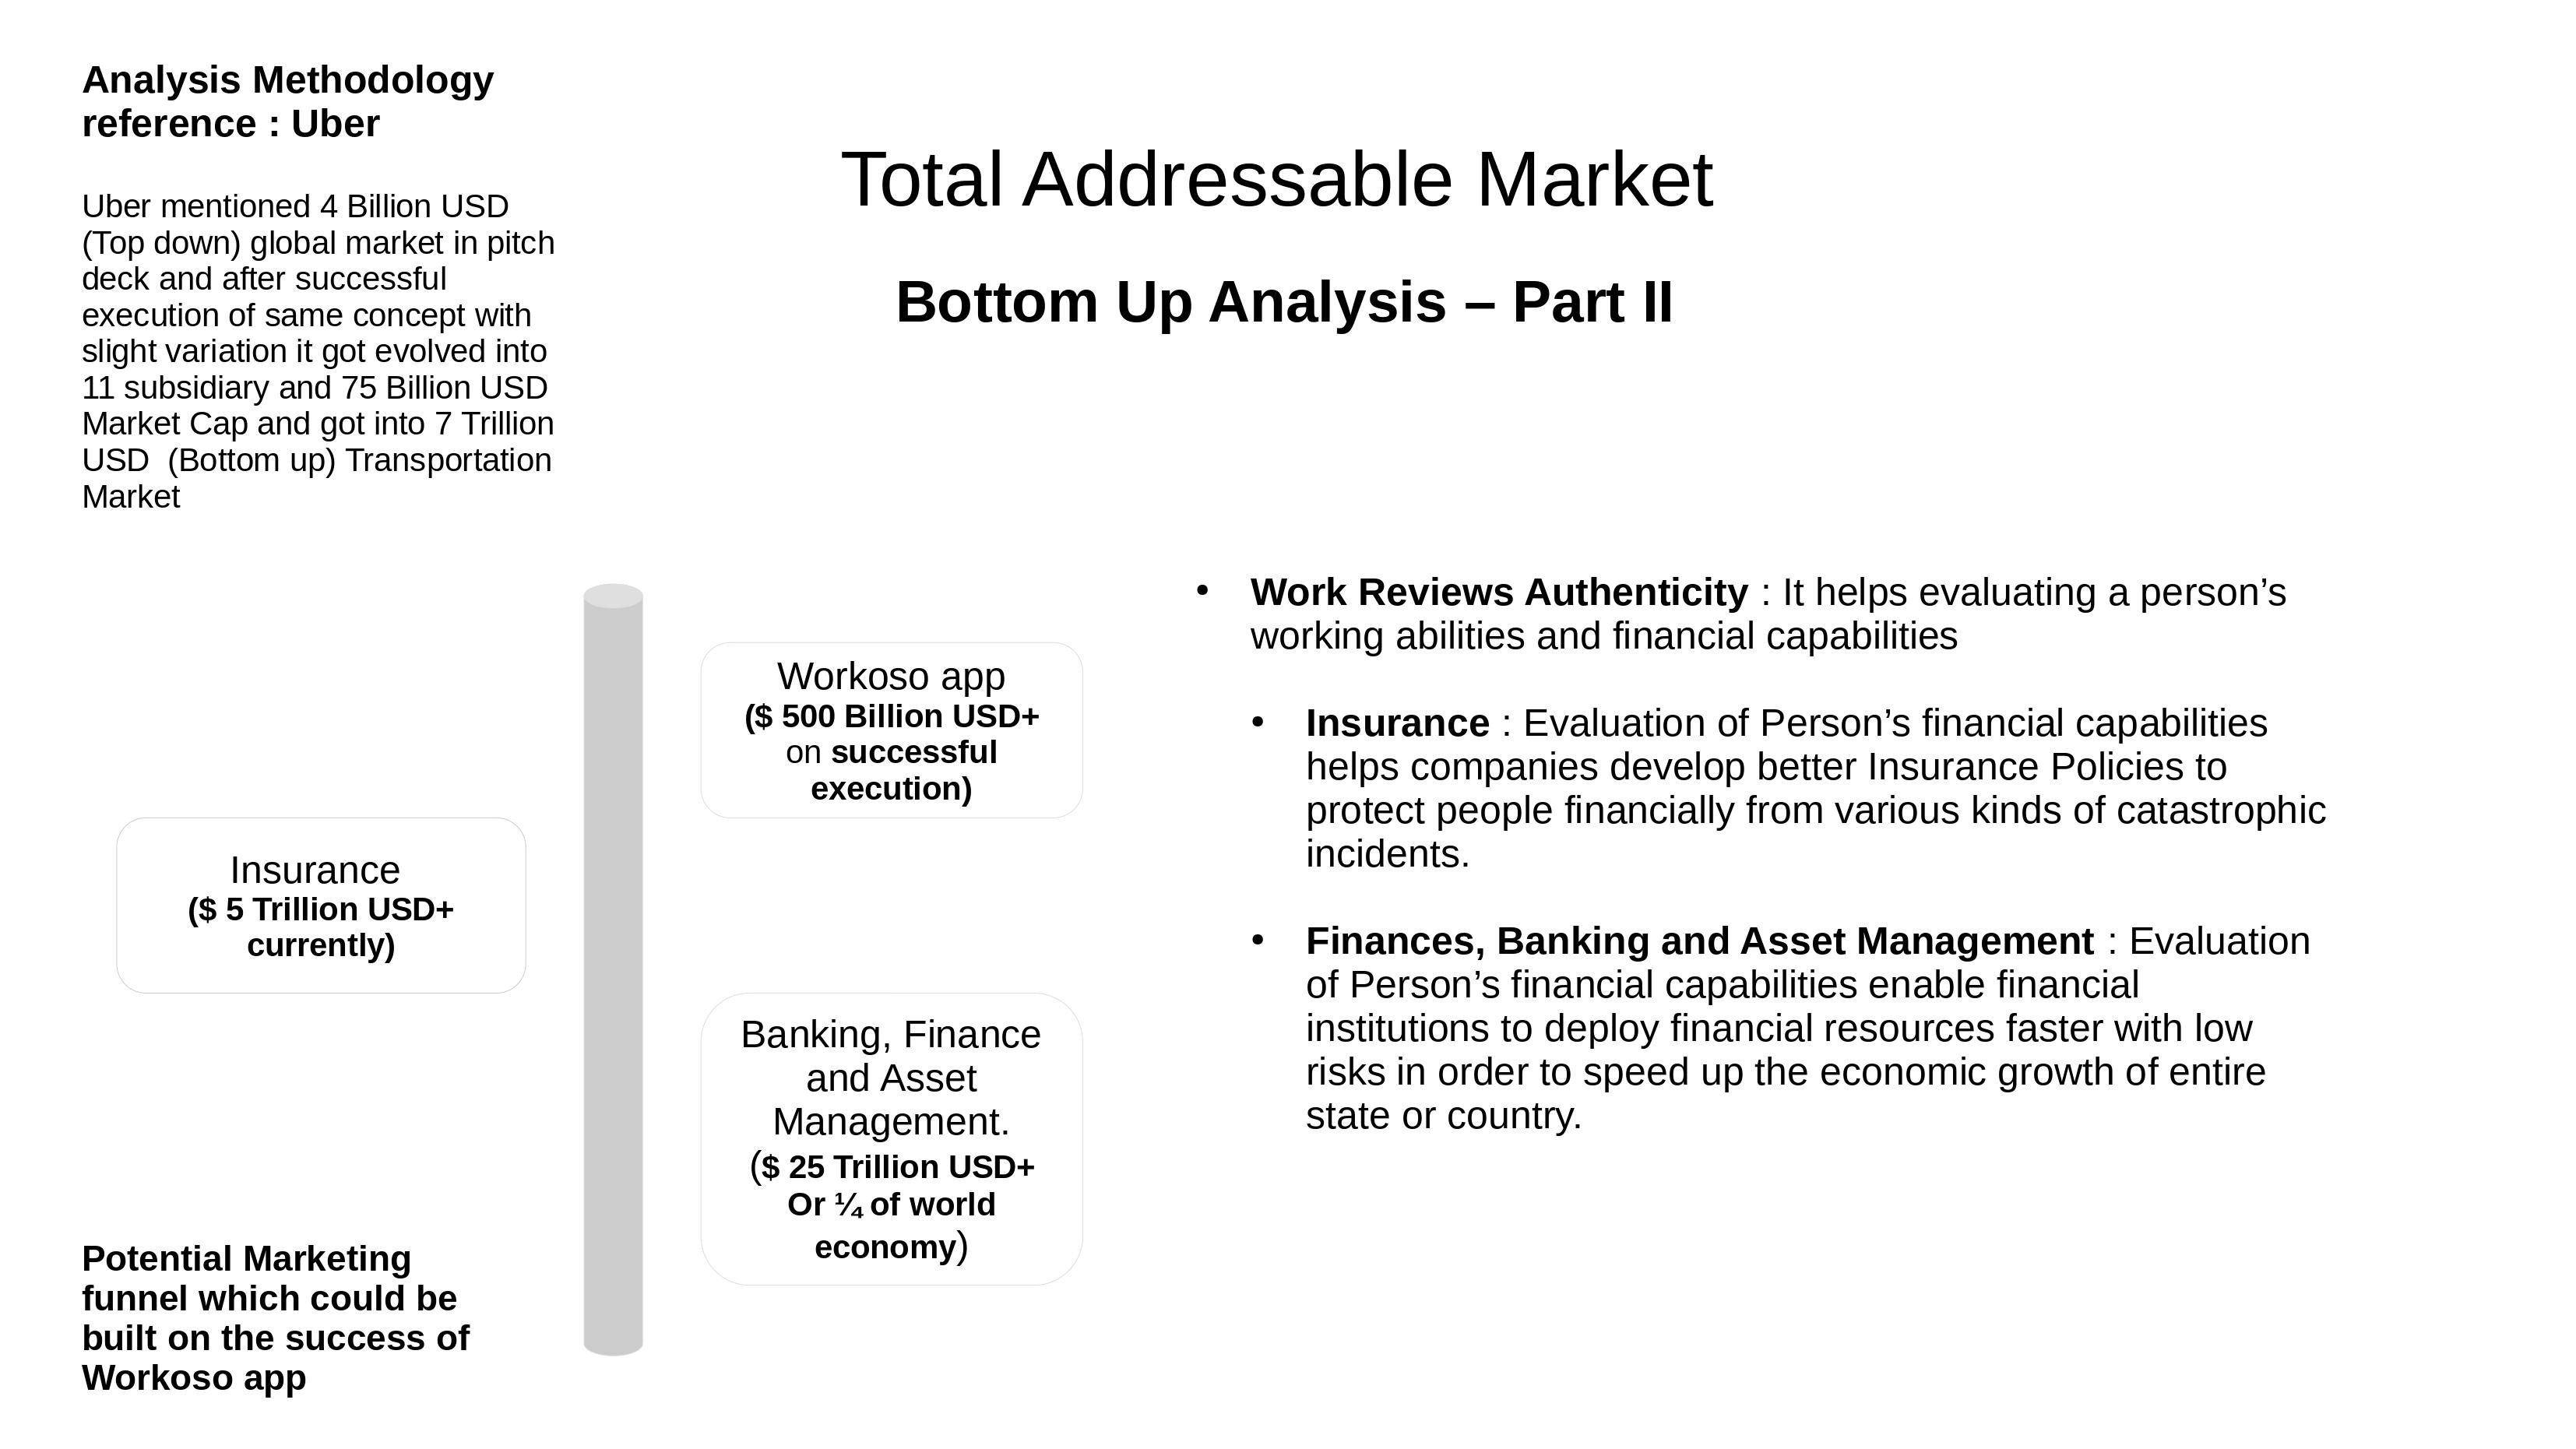 Analysis Methodology
reference : Uber
Uber mentioned 4 Billion USD
(Top down) global market in pitch
deck and after successful
execution of same concept with
slight variation it got evolved into
11 subsidiary and 75 Billion USD
Market Cap and got into 7 Trillion
USD  (Bottom up) Transportation
Market
Total Addressable Market
Bottom Up Analysis – Part II
Workoso app
($ 500 Billion USD+
on successful
execution)
Insurance
($ 5 Trillion USD+
currently)
Banking, Finance
and Asset
Management.
($ 25 Trillion USD+
Or ¼ of world
economy)
Potential Marketing
funnel which could be
built on the success of
Workoso app
• Work Reviews Authenticity : It helps evaluating a person’s
working abilities and financial capabilities
• Insurance : Evaluation of Person’s financial capabilities
helps companies develop better Insurance Policies to
protect people financially from various kinds of catastrophic
incidents.
• Finances, Banking and Asset Management : Evaluation
of Person’s financial capabilities enable financial
institutions to deploy financial resources faster with low
risks in order to speed up the economic growth of entire
state or country.